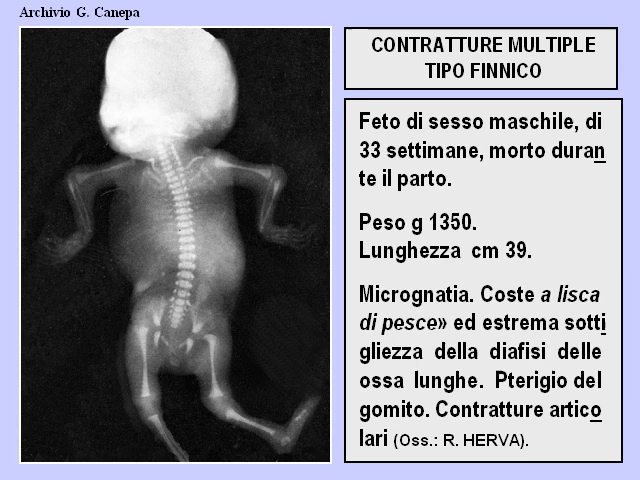 Archivio G. Canepa
CONTRATTURE MULTIPLE
TIPO FINNICO
Feto di sesso maschile, di
33 settimane, morto duran
te il parto.
Peso g 1350.
Lunghezza cm 39.
Micrognatia. Coste a lisca
di pesce» ed estrema sotti
gliezza della diafisi delle
ossa lunghe. Pterigio del
gomito. Contratture artico
lari (Oss.: R. HERVA).